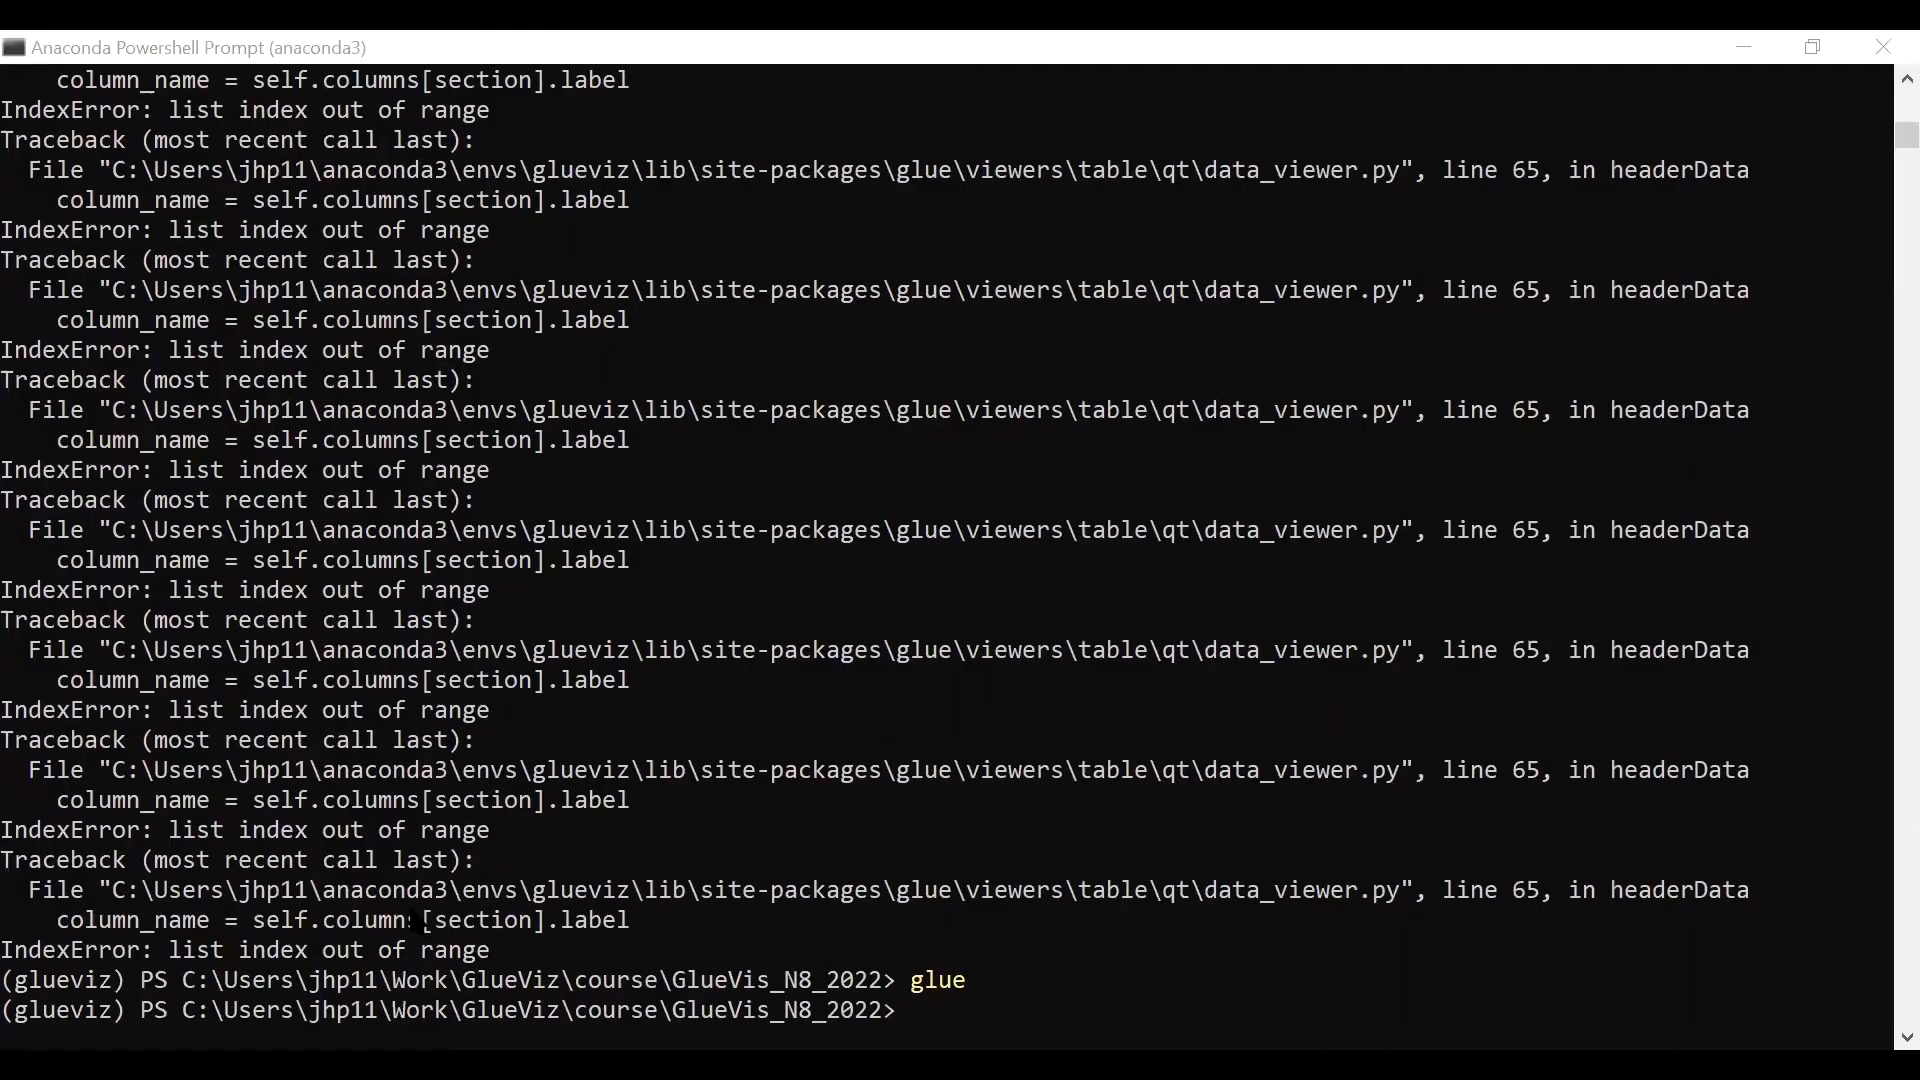 Anaconda Powershell Prompt (anaconda3)
    column_name = self.columns[section].label
IndexError: list index out of range
Traceback (most recent call last):
  File "C:\Users\jhp11\anaconda3\envs\glueviz\lib\site-packages\glue\viewers\table\qt\data_viewer.py", line 65, in headerData
    column_name = self.columns[section].label
IndexError: list index out of range
Traceback (most recent call last):
  File "C:\Users\jhp11\anaconda3\envs\glueviz\lib\site-packages\glue\viewers\table\qt\data_viewer.py", line 65, in headerData
    column_name = self.columns[section].label
IndexError: list index out of range
Traceback (most recent call last):
  File "C:\Users\jhp11\anaconda3\envs\glueviz\lib\site-packages\glue\viewers\table\qt\data_viewer.py", line 65, in headerData
    column_name = self.columns[section].label
IndexError: list index out of range
Traceback (most recent call last):
  File "C:\Users\jhp11\anaconda3\envs\glueviz\lib\site-packages\glue\viewers\table\qt\data_viewer.py", line 65, in headerData
    column_name = self.columns[section].label
IndexError: list index out of range
Traceback (most recent call last):
  File "C:\Users\jhp11\anaconda3\envs\glueviz\lib\site-packages\glue\viewers\table\qt\data_viewer.py", line 65, in headerData
    column_name = self.columns[section].label
IndexError: list index out of range
Traceback (most recent call last):
  File "C:\Users\jhp11\anaconda3\envs\glueviz\lib\site-packages\glue\viewers\table\qt\data_viewer.py", line 65, in headerData
    column_name = self.columns[section].label
IndexError: list index out of range
Traceback (most recent call last):
  File "C:\Users\jhp11\anaconda3\envs\glueviz\lib\site-packages\glue\viewers\table\qt\data_viewer.py", line 65, in headerData
    column_name = self.columns[section].label
IndexError: list index out of range
(glueviz) PS C:\Users\jhp11\Work\GlueViz\course\GlueVis_N8_2022> glue
(glueviz) PS C:\Users\jhp11\Work\GlueViz\course\GlueVis_N8_2022>